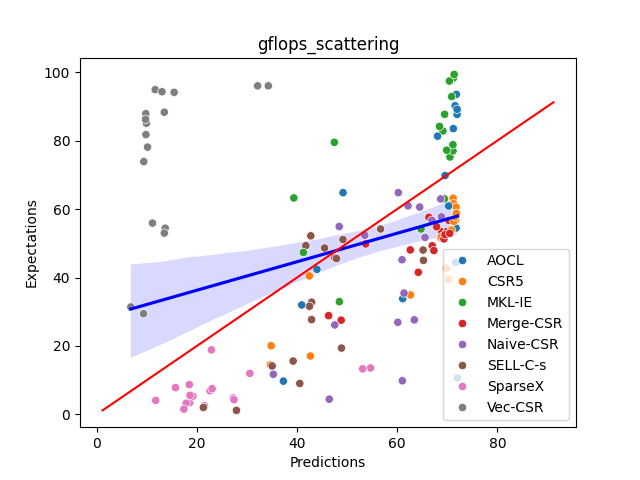 gflops_scattering
Expectations
100
80
60
40
20
0
0 20 40 60 80
Predictions
AOCL
CSR5
MKL-IE
Merge-CSR
Naive-CSR
SELL-C-s
SparseX
Vec-CSR